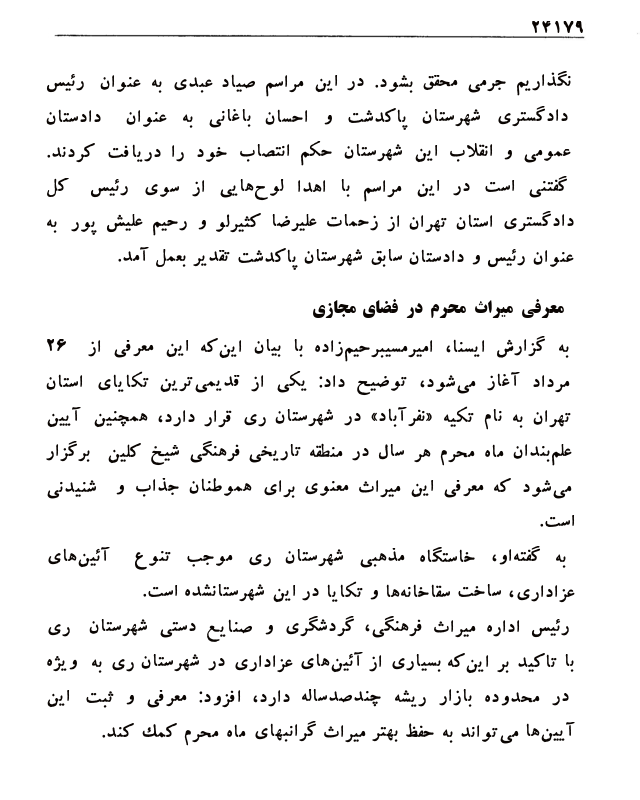 ۲۴۱۷۹
نگذاریم جرمی محقق بشود. در این مراسم صیاد عبدی به عنوان رئیس
دادگستری شهرستان پاکدشت و احسان باغانی به عنوان دادستان
عمومی و انقلاب این شهرستان حکم انتصاب خود را دریافت کردند.
گفتنی است در این مراسم با اهدا لوح‌هایی از سوی رئیس کل
دادگستری استان تهران از زحمات علیرضا کثیرلو و رحیم علیش پور به
عنوان رئیس و دادستان سابق شهرستان پاکدشت تقدیر بعمل آمد.
معرفی میراث محرم در فضای مجازی
به گزارش ایسنا، امیرمسیبرحیم‌زاده با بیان این‌که این معرفی از ۲۶
مرداد آغاز می‌شود، توضیح داد: یکی از قدیمی‌ترین تکایای استان
تهران به نام تکیه «نفرآباد» در شهرستان ری قرار دارد، همچنین آیین
علم‌بندان ماه محرم هر سال در منطقه تاریخی فرهنگی شیخ کلین برگزار
می‌شود که معرفی این میراث معنوی برای هموطنان جذاب و شنیدنی
است.
به گفته‌او، خاستگاه مذهبی شهرستان ری موجب تنوع آئین‌های
عزاداری، ساخت سقاخانه‌ها و تکایا در این شهرستانشده است.
رئیس اداره میراث فرهنگی، گردشگری و صنایع دستی شهرستان ری
با تاکید بر این‌که بسیاری از آئین‌های عزاداری در شهرستان ری به ویژه
در محدوده بازار ریشه چندصدساله دارد، افزود: معرفی و ثبت این
آیین‌ها می‌تواند به حفظ بهتر میراث گرانبهای ماه محرم کمك کند.